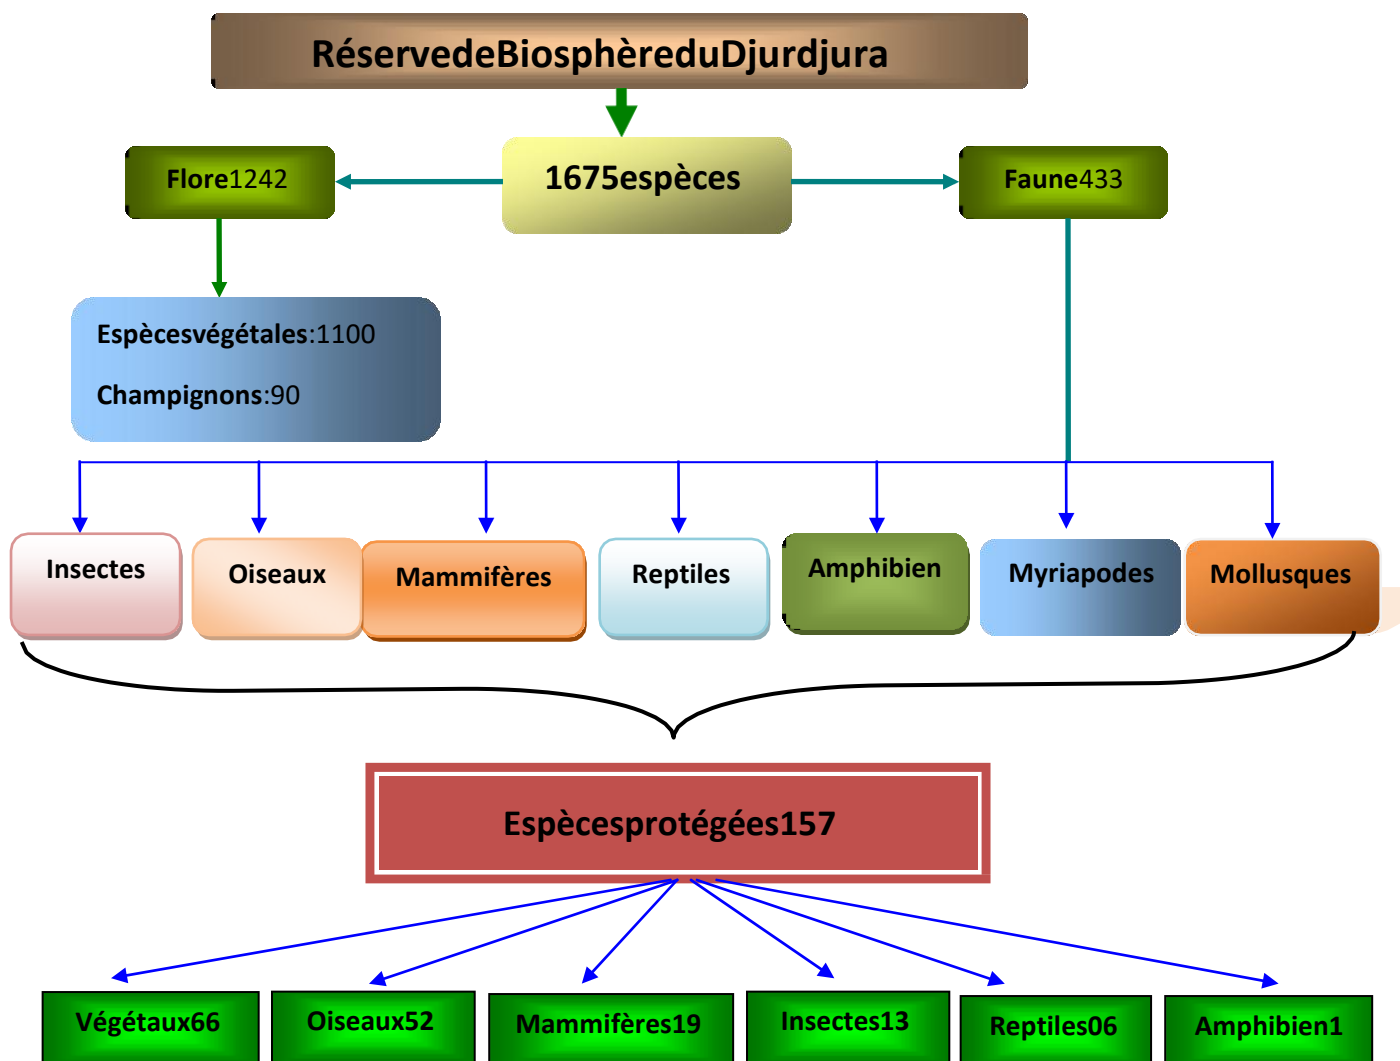 RéservedeBiosphèreduDjurdjura
1675espèces
Flore1242
Faune433
Espècesvégétales:1100
Champignons:90
Insectes
Oiseaux
Mammifères
Reptiles
Amphibien
Myriapodes
Mollusques
Espècesprotégées157
Végétaux66
Oiseaux52
Mammifères19
Insectes13
Reptiles06
Amphibien1